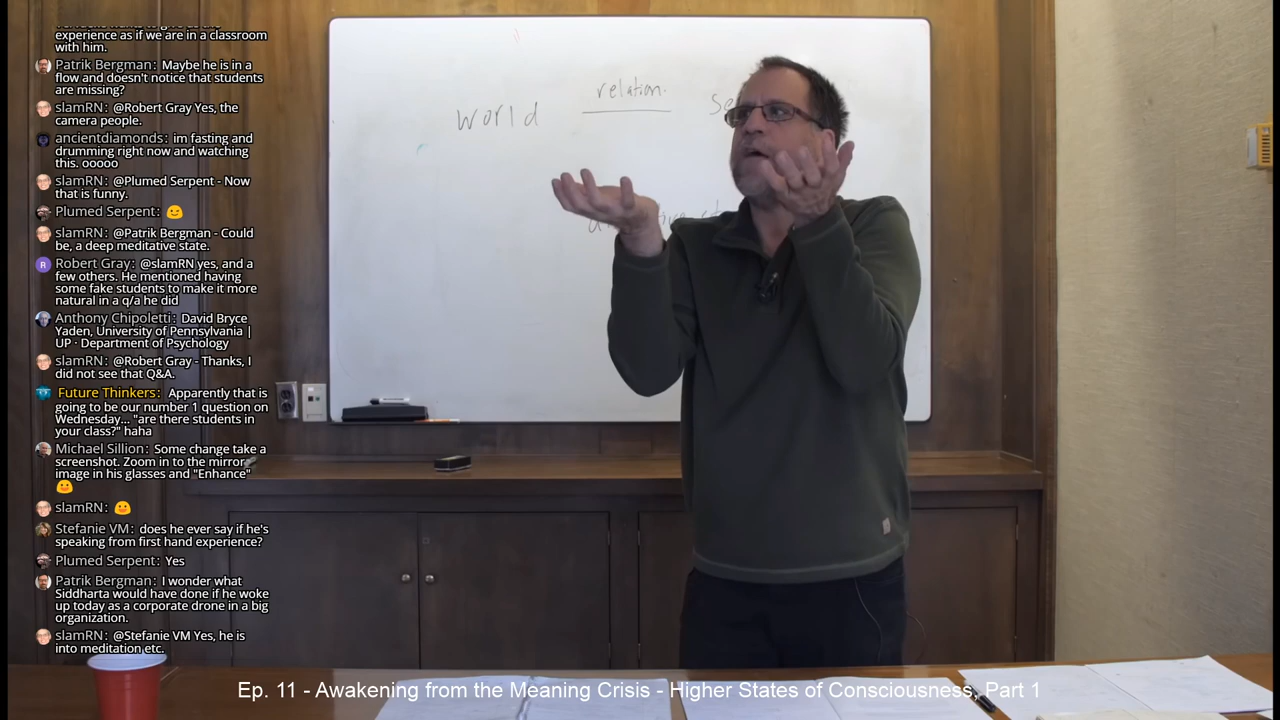 experience as if we are in a classroom
with him.
Patrik Bergman: Maybe he is in a
flow and doesn't notice that students
are missing?
slamRN: @Robert Gray Yes, the
camera people.
ancientdiamonds: im fasting and
drumming right now and watching
this. ooooo
slamRN: @Plumed Serpent - Now
that is funny.
Plumed Serpent:
slamRN: @Patrik Bergman - Could
be, a deep meditative state.
R
Robert Gray: @slamRN yes, and a
few others. He mentioned having
some fake students to make it more
natural in a q/a he did
Anthony Chipoletti: David Bryce
Yaden, University of Pennsylvania |
UP · Department of Psychology
slamRN: @Robert Gray - Thanks, I
did not see that Q&A.
Future Thinkers: Apparently that is
going to be our number 1 question on
Wednesday... "are there students in
your class?" haha
Michael Sillion: Some change take a
screenshot. Zoom in to the mirror
image in his glasses and "Enhance"
slamRN:
Stefanie VM: does he ever say if he's
speaking from first hand experience?
Plumed Serpent: Yes
Patrik Bergman: I wonder what
Siddharta would have done if he woke
up today as a corporate drone in a big
organization.
slamRN: @Stefanie VM Yes, he is
into meditation etc.
world relation.
Ep. 11 - Awakening from the Meaning Crisis - Higher States of Consciousness, Part 1